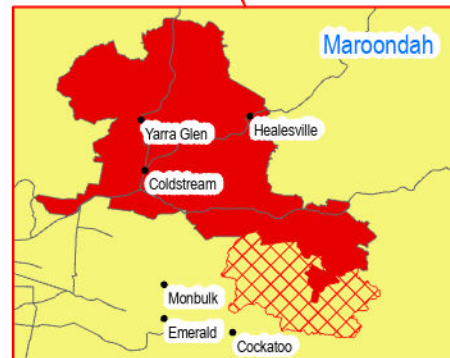 Maroondah
Yarra Glen
Healesville
Coldstream
Monbulk
Emerald
Cockatoo